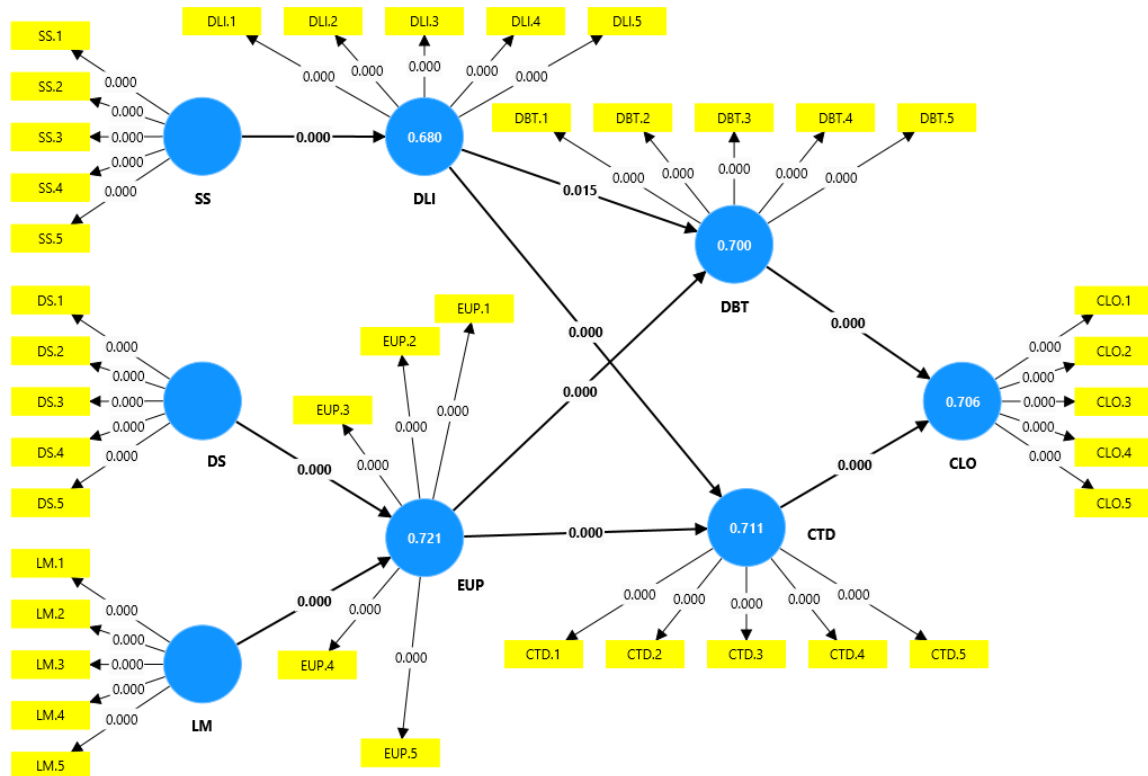 SS.1
SS.2
SS.3
SS.4
SS.5
0.000
0.000
0.000
0.000
0.000
SS
0.000
DLI.1
DLI.2
DLI.3
DLI.4
DLI.5
0.000
0.000
0.000
0.000
0.000
0.680
DLI
0.015
0.000
DBT.1
DBT.2
DBT.3
DBT.4
DBT.5
0.000
0.000
0.000
0.000
0.000
0.700
DBT
0.000
DS.1
DS.2
DS.3
DS.4
DS.5
0.000
0.000
0.000
0.000
0.000
DS
0.000
EUP.1
EUP.2
EUP.3
0.000
0.000
0.000
0.721
EUP
0.000
0.000
0.000
0.000
EUP.4
EUP.5
LM.1
LM.2
LM.3
LM.4
LM.5
0.000
0.000
0.000
0.000
0.000
LM
0.000
0.711
CTD
0.000
0.000
0.000
0.000
0.000
0.000
CTD.1
CTD.2
CTD.3
CTD.4
CTD.5
0.706
CLO
0.000
0.000
0.000
0.000
0.000
CLO.1
CLO.2
CLO.3
CLO.4
CLO.5